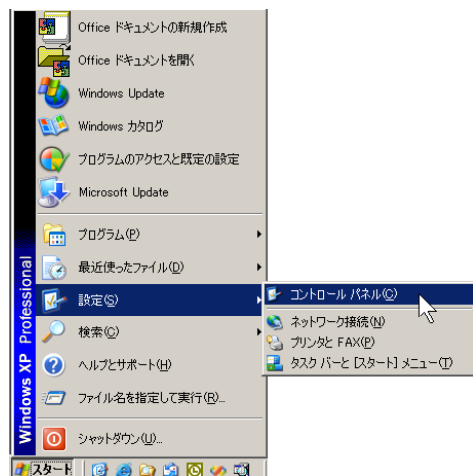 Office ドキュメントの新規作成
Office ドキュメントを開く
Windows Update
Windows カタログ
プログラムのアクセスと既定の設定
Microsoft Update
プログラム(P)
最近使ったファイル(D)
設定(S)
検索(C)
ヘルプとサポート(H)
ファイル名を指定して実行(R)...
シャットダウン(U)...
Windows XP Professional
コントロール パネル(C)
ネットワーク接続(N)
プリンタと FAX(P)
タスク バーと [スタート] メニュー(T)
スタート